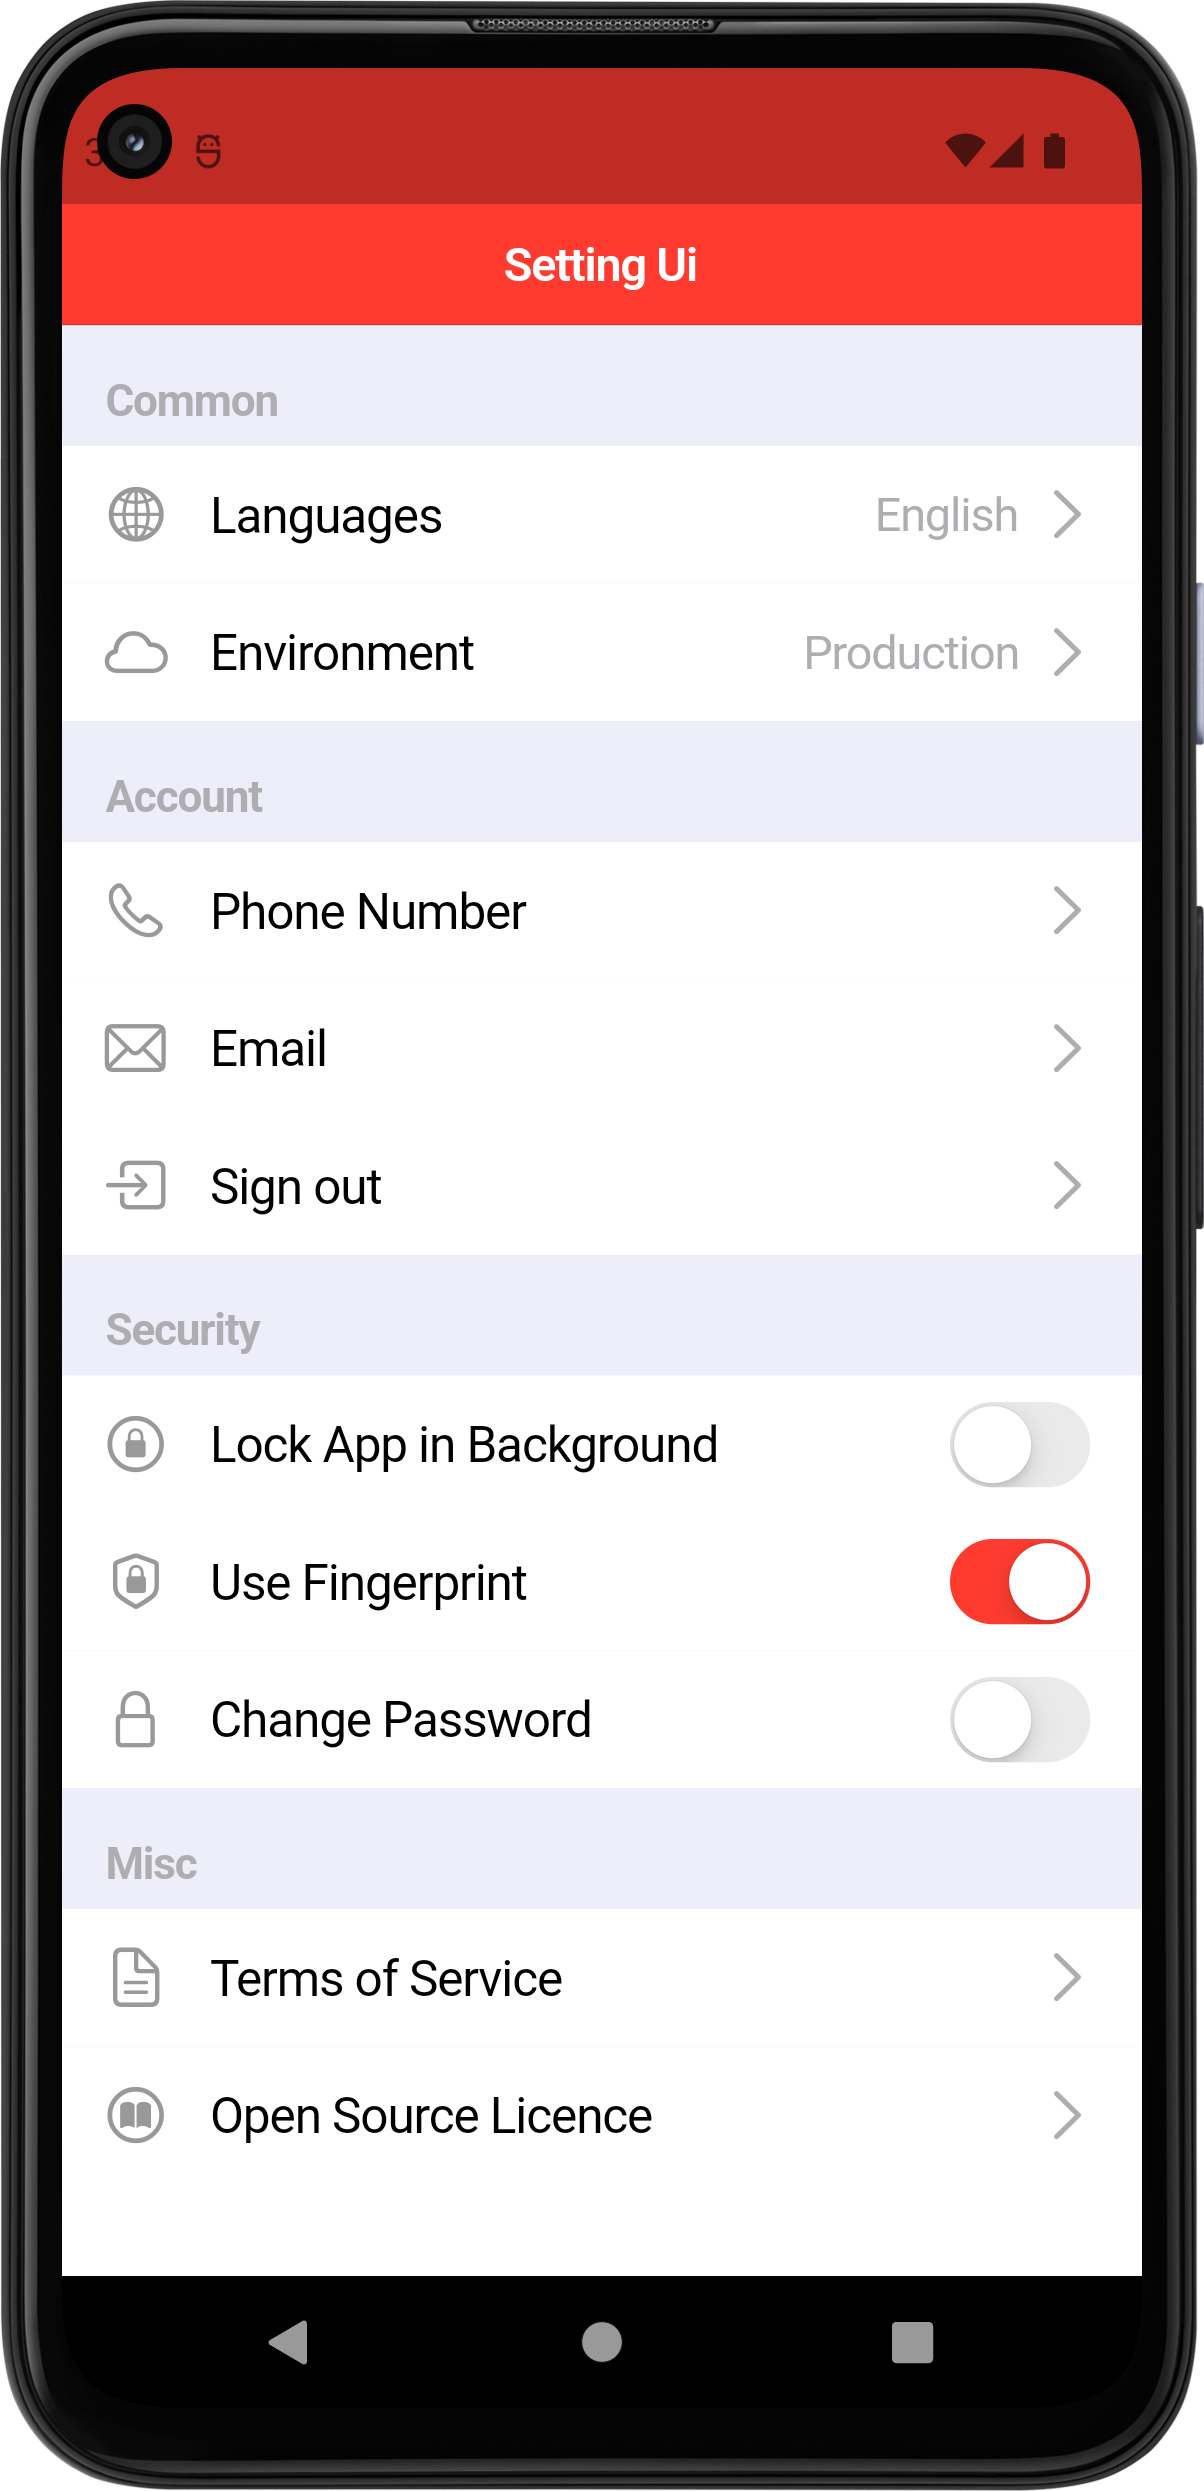 Setting Ui
Common
Languages English
Environment Production
Account
Phone Number
Email
Sign out
Security
Lock App in Background
Use Fingerprint
Change Password
Misc
Terms of Service
Open Source Licence